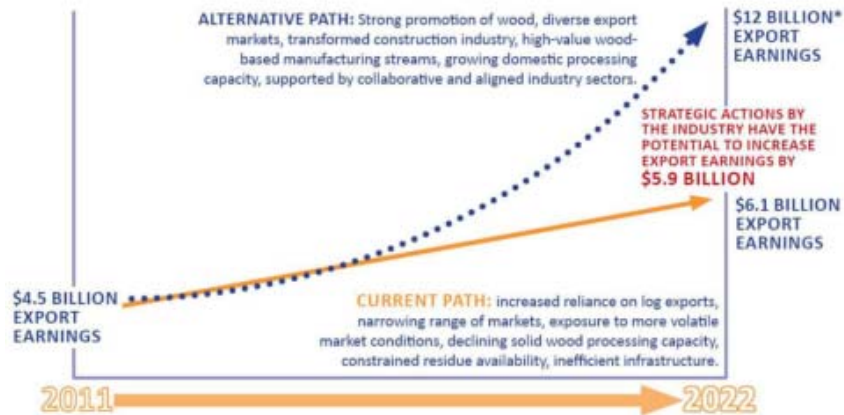 ALTERNATIVE PATH: Strong promotion of wood, diverse export
markets, transformed construction industry, high-value wood-
based manufacturing streams, growing domestic processing
capacity, supported by collaborative and aligned industry sectors.
$12 BILLION*
EXPORT
EARNINGS
STRATEGIC ACTIONS BY
THE INDUSTRY HAVE THE
POTENTIAL TO INCREASE
EXPORT EARNINGS BY
$5.9 BILLION
$6.1 BILLION
EXPORT
EARNINGS
$4.5 BILLION
EXPORT
EARNINGS
CURRENT PATH: increased reliance on log exports,
narrowing range of markets, exposure to more volatile
market conditions, declining solid wood processing capacity,
constrained residue availability, inefficient infrastructure.
2011
2022